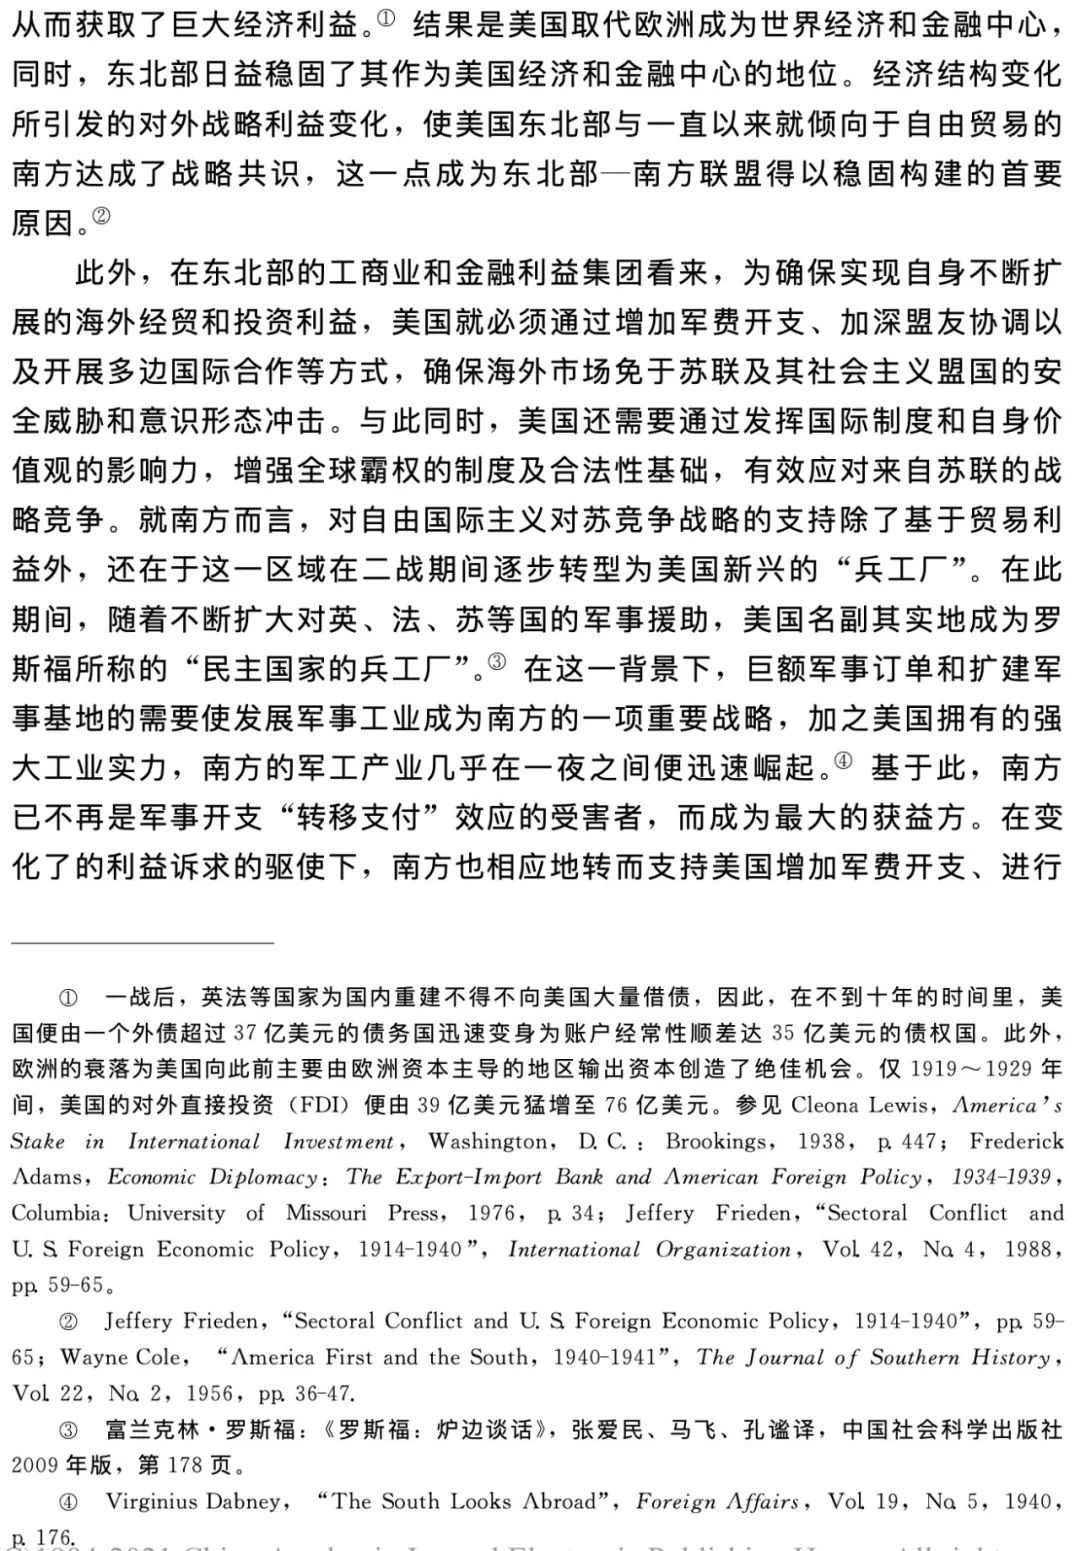 从而获取了巨大经济利益。① 结果是美国取代欧洲成为世界经济和金融中心，
同时，东北部日益稳固了其作为美国经济和金融中心的地位。经济结构变化
所引发的对外战略利益变化，使美国东北部与一直以来就倾向于自由贸易的
南方达成了战略共识，这一点成为东北部—南方联盟得以稳固构建的首要
原因。②
此外，在东北部的工商业和金融利益集团看来，为确保实现自身不断扩
展的海外经贸和投资利益，美国就必须通过增加军费开支、加深盟友协调以
及开展多边国际合作等方式，确保海外市场免于苏联及其社会主义盟国的安
全威胁和意识形态冲击。与此同时，美国还需要通过发挥国际制度和自身价
值观的影响力，增强全球霸权的制度及合法性基础，有效应对来自苏联的战
略竞争。就南方而言，对自由国际主义对苏竞争战略的支持除了基于贸易利
益外，还在于这一区域在二战期间逐步转型为美国新兴的“兵工厂”。在此
期间，随着不断扩大对英、法、苏等国的军事援助，美国名副其实地成为罗
斯福所称的“民主国家的兵工厂”。③ 在这一背景下，巨额军事订单和扩建军
事基地的需要使发展军事工业成为南方的一项重要战略，加之美国拥有的强
大工业实力，南方的军工产业几乎在一夜之间便迅速崛起。④ 基于此，南方
已不再是军事开支“转移支付”效应的受害者，而成为最大的获益方。在变
化了的利益诉求的驱使下，南方也相应地转而支持美国增加军费开支、进行
① 一战后，英法等国家为国内重建不得不向美国大量借债，因此，在不到十年的时间里，美
国便由一个外债超过 37 亿美元的债务国迅速变身为账户经常性顺差达 35 亿美元的债权国。此外，
欧洲的衰落为美国向此前主要由欧洲资本主导的地区输出资本创造了绝佳机会。仅 1919～1929 年
间，美国的对外直接投资（FDI）便由 39 亿美元猛增至 76 亿美元。参见 Cleona Lewis，America's
Stake in International Investment，Washington，D. C.：Brookings，1938，p. 447；Frederick
Adams，Economic Diplomacy：The Export-Import Bank and American Foreign Policy，1934-1939，
Columbia：University of Missouri Press，1976，p. 34；Jeffery Frieden，“Sectoral Conflict and
U. S. Foreign Economic Policy，1914-1940”，International Organization，Vol. 42，No. 4，1988，
pp. 59-65。
② Jeffery Frieden，“Sectoral Conflict and U. S. Foreign Economic Policy，1914-1940”，pp. 59-
65；Wayne Cole，“America First and the South，1940-1941”，The Journal of Southern History，
Vol. 22，No. 2，1956，pp. 36-47.
③ 富兰克林·罗斯福：《罗斯福：炉边谈话》，张爱民、马飞、孔谧译，中国社会科学出版社
2009 年版，第 178 页。
④ Virginius Dabney，“The South Looks Abroad”，Foreign Affairs，Vol. 19，No. 5，1940，
p. 176.